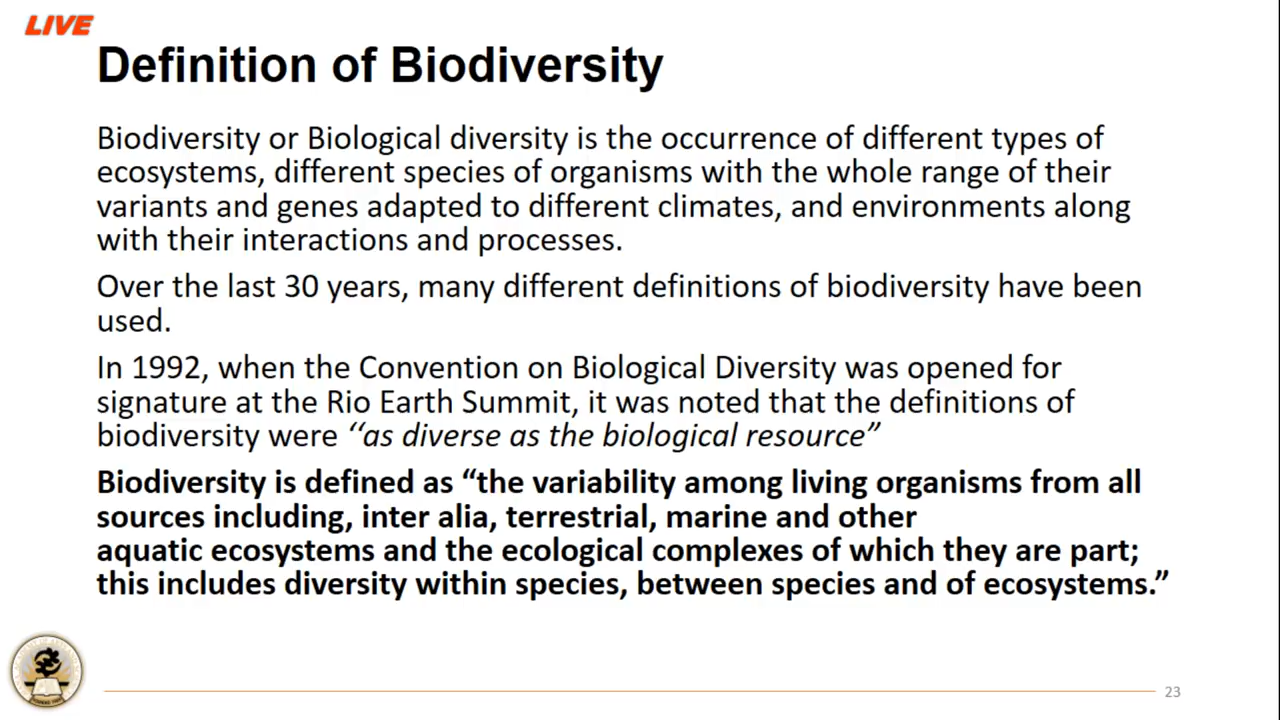 LIVE
Definition of Biodiversity
Biodiversity or Biological diversity is the occurrence of different types of
ecosystems, different species of organisms with the whole range of their
variants and genes adapted to different climates, and environments along
with their interactions and processes.
Over the last 30 years, many different definitions of biodiversity have been
used.
In 1992, when the Convention on Biological Diversity was opened for
signature at the Rio Earth Summit, it was noted that the definitions of
biodiversity were ‘‘as diverse as the biological resource”
Biodiversity is defined as “the variability among living organisms from all
sources including, inter alia, terrestrial, marine and other
aquatic ecosystems and the ecological complexes of which they are part;
this includes diversity within species, between species and of ecosystems.”
23